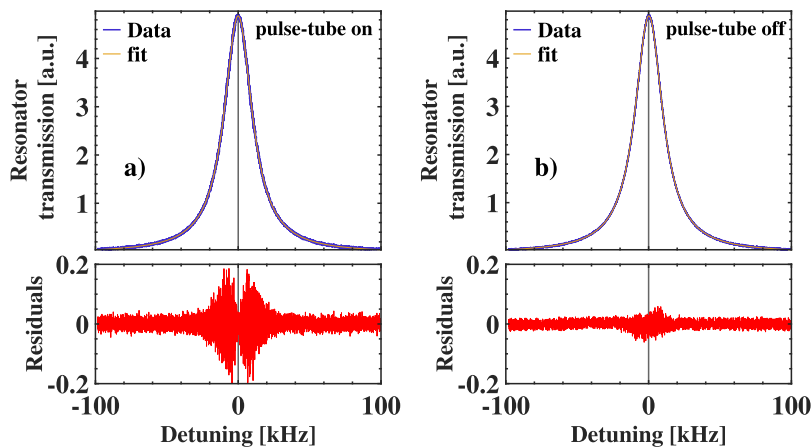 Data
fit
pulse-tube on
4
3
2
1
Resonator
transmission [a.u.]
a)
0.2
0
-0.2
Residuals
-100 0 100
Detuning [kHz]
Data
fit
pulse-tube off
4
3
2
1
Resonator
transmission [a.u.]
b)
0.2
0
-0.2
Residuals
-100 0 100
Detuning [kHz]